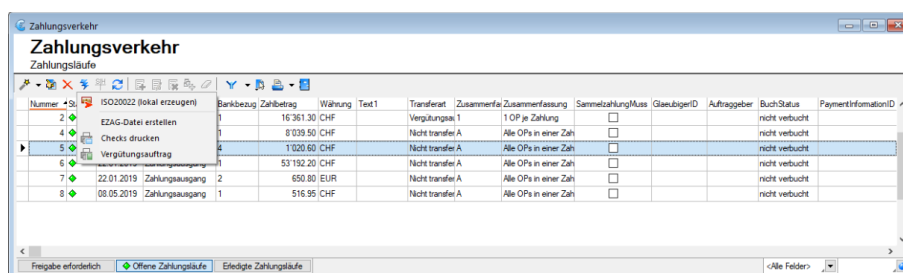 Zahlungsverkehr
Zahlungsverkehr
Zahlungsläufe
Nummer St Bankbezug Zahlbetrag Währung Text1 Transferart Zusammenfas Zusammenfassung SammelzahlungMuss GlaeubigerID Auftraggeber BuchStatus PaymentInformationID
ISO20022 (lokal erzeugen)
EZAG-Datei erstellen
Checks drucken
Vergütungsauftrag
2 1 16'361.30 CHF Vergütungsau 1 1 OP je Zahlung nicht verbucht
4 1 8'039.50 CHF Nicht transfer A Alle OPs in einer Zah nicht verbucht
5 4 1'020.60 CHF Nicht transfer A Alle OPs in einer Zah nicht verbucht
6 22.01.2019 Zahlungsausgang 1 53'192.20 CHF Nicht transfer A Alle OPs in einer Zah nicht verbucht
7 22.01.2019 Zahlungsausgang 2 650.80 EUR Nicht transfer A Alle OPs in einer Zah nicht verbucht
8 08.05.2019 Zahlungsausgang 1 516.95 CHF Nicht transfer A Alle OPs in einer Zah nicht verbucht
Freigabe erforderlich Offene Zahlungsläufe Erledigte Zahlungsläufe <Alle Felder>